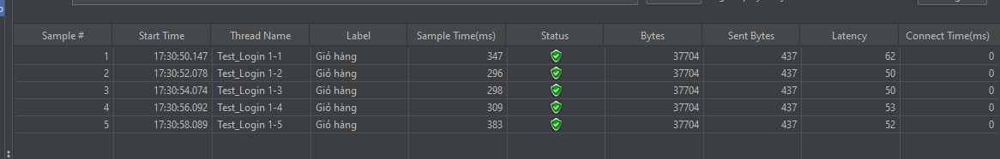 Sample # Start Time Thread Name Label Sample Time(ms) Status Bytes Sent Bytes Latency Connect Time(ms)
1 17:30:50.147 Test_Login 1-1 Giỏ hàng 347 37704 437 62 0
2 17:30:52.078 Test_Login 1-2 Giỏ hàng 296 37704 437 50 0
3 17:30:54.074 Test_Login 1-3 Giỏ hàng 298 37704 437 50 0
4 17:30:56.092 Test_Login 1-4 Giỏ hàng 309 37704 437 53 0
5 17:30:58.089 Test_Login 1-5 Giỏ hàng 383 37704 437 52 0